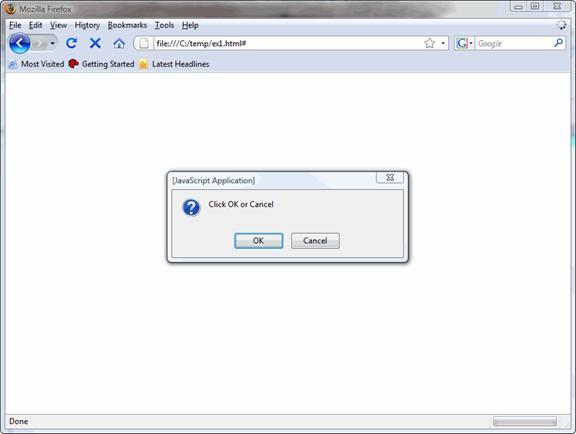 Mozilla Firefox
File Edit View History Bookmarks Tools Help
file:///C:/temp/ex1.html#
G Google
Most Visited Getting Started Latest Headlines
[JavaScript Application]
Click OK or Cancel
OK Cancel
Done